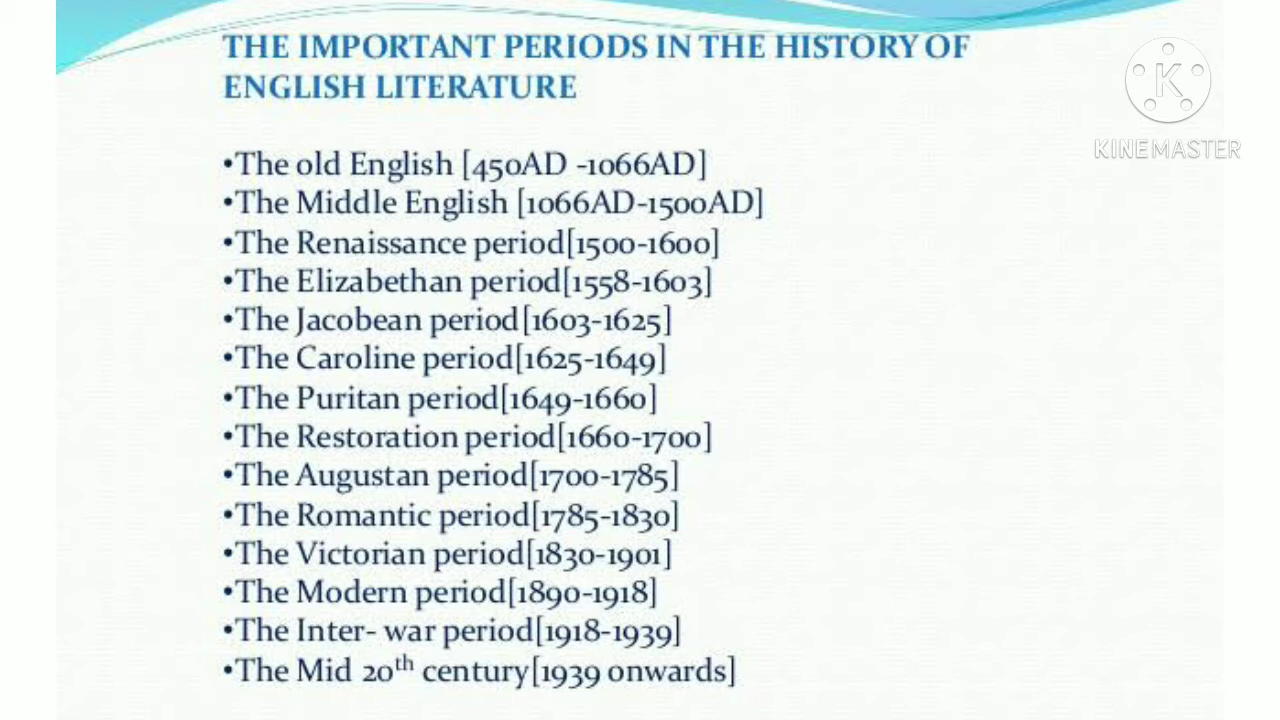 THE IMPORTANT PERIODS IN THE HISTORY OF
ENGLISH LITERATURE
K
KINEMASTER
•The old English [450AD -1066AD]
•The Middle English [1066AD-1500AD]
•The Renaissance period[1500-1600]
•The Elizabethan period[1558-1603]
•The Jacobean period[1603-1625]
•The Caroline period[1625-1649]
•The Puritan period[1649-1660]
•The Restoration period[1660-1700]
•The Augustan period[1700-1785]
•The Romantic period[1785-1830]
•The Victorian period[1830-1901]
•The Modern period[1890-1918]
•The Inter- war period[1918-1939]
•The Mid 20th century[1939 onwards]